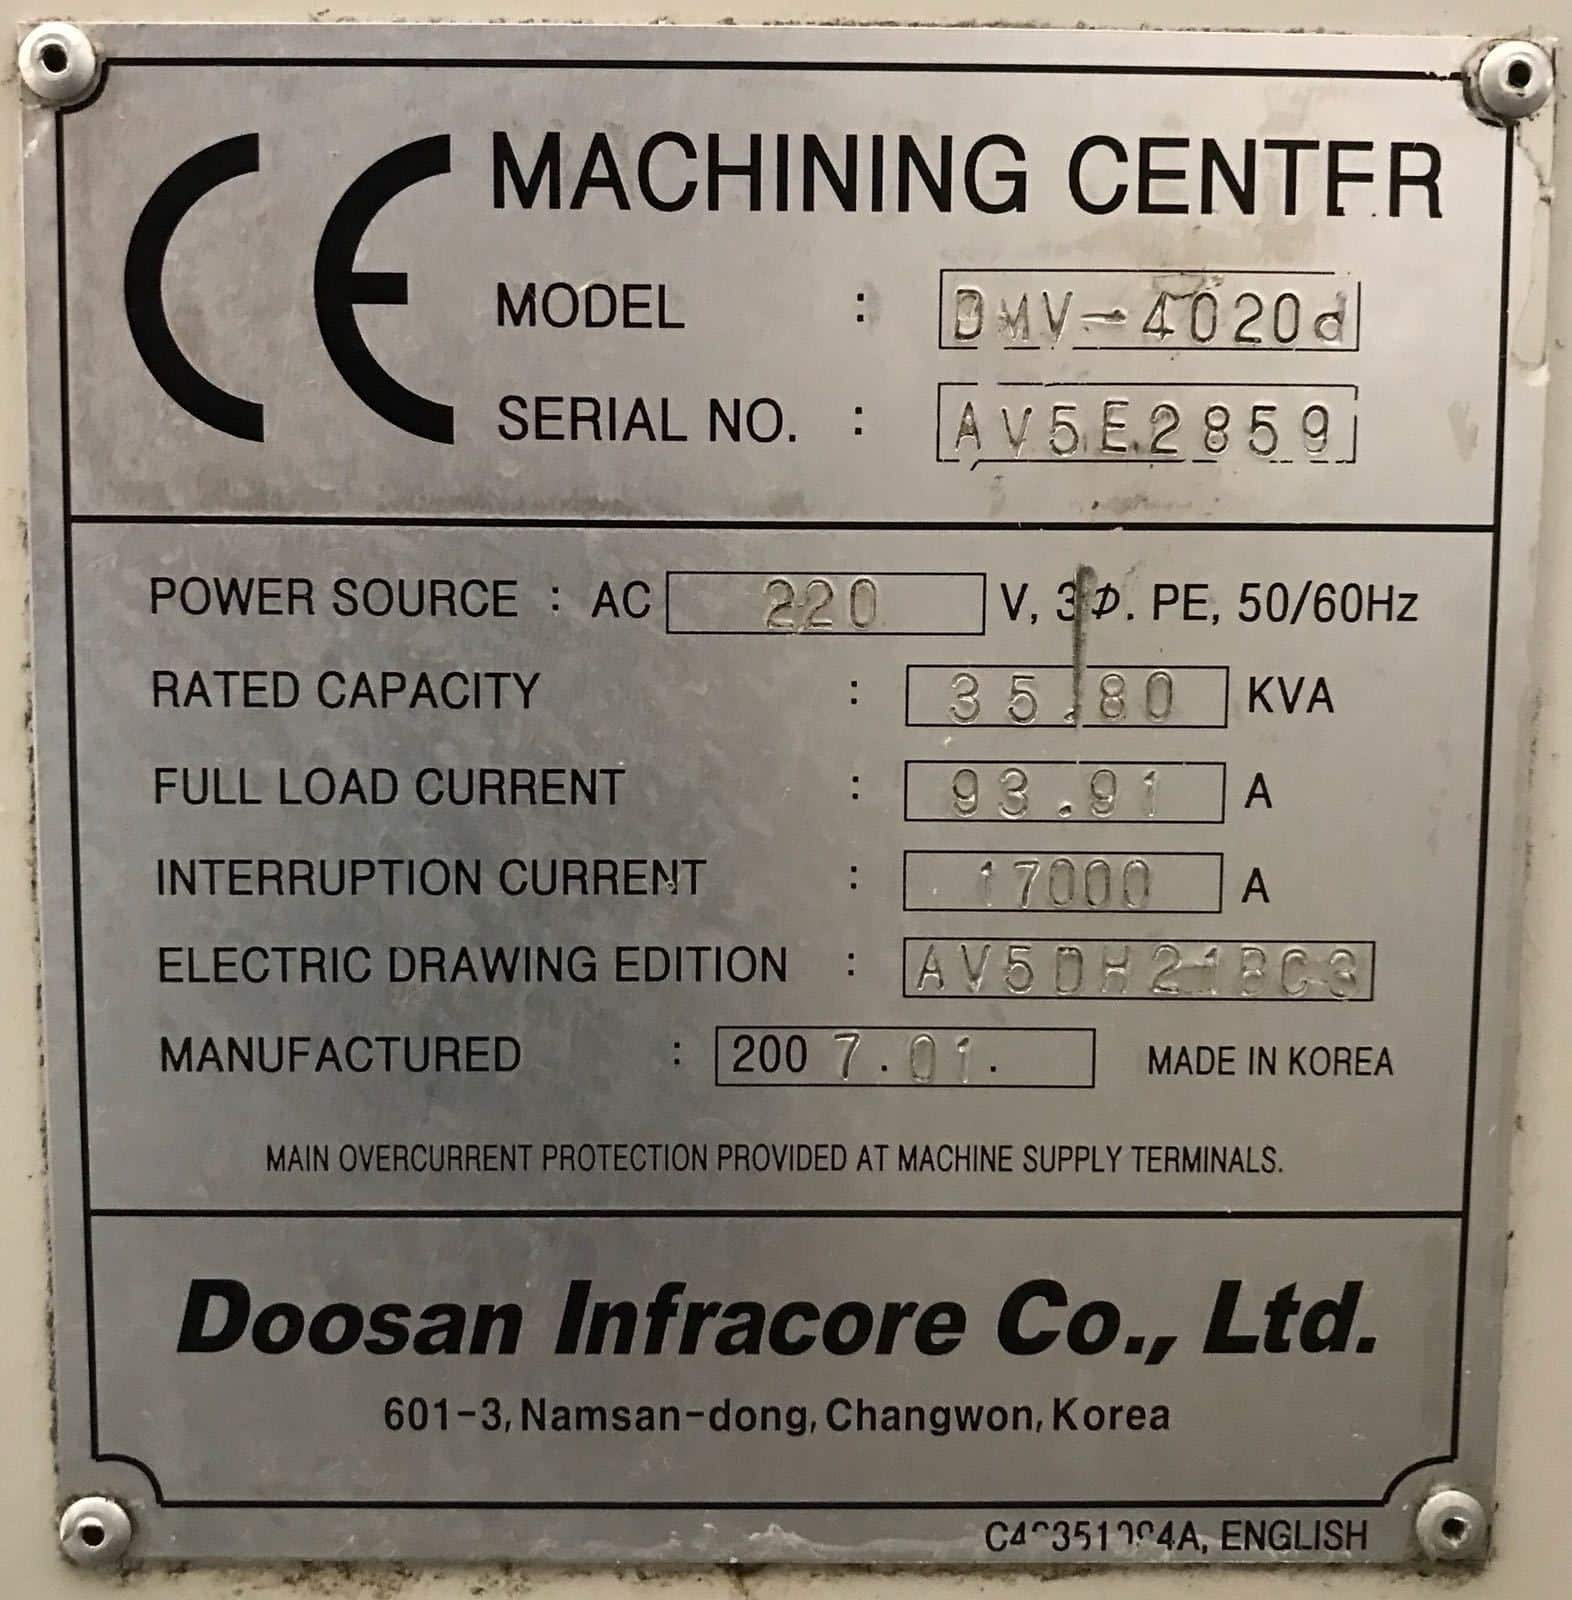 CE MACHINING CENTER
MODEL : DMV-4020d
SERIAL NO. : AV5E2859
POWER SOURCE : AC 220 V, 3Φ. PE, 50/60Hz
RATED CAPACITY : 35.80 KVA
FULL LOAD CURRENT : 93.91 A
INTERRUPTION CURRENT : 17000 A
ELECTRIC DRAWING EDITION : AV5DH21BC3
MANUFACTURED : 2007.01. MADE IN KOREA
MAIN OVERCURRENT PROTECTION PROVIDED AT MACHINE SUPPLY TERMINALS.
Doosan Infracore Co., Ltd.
601-3, Namsan-dong, Changwon, Korea
ENGLISH